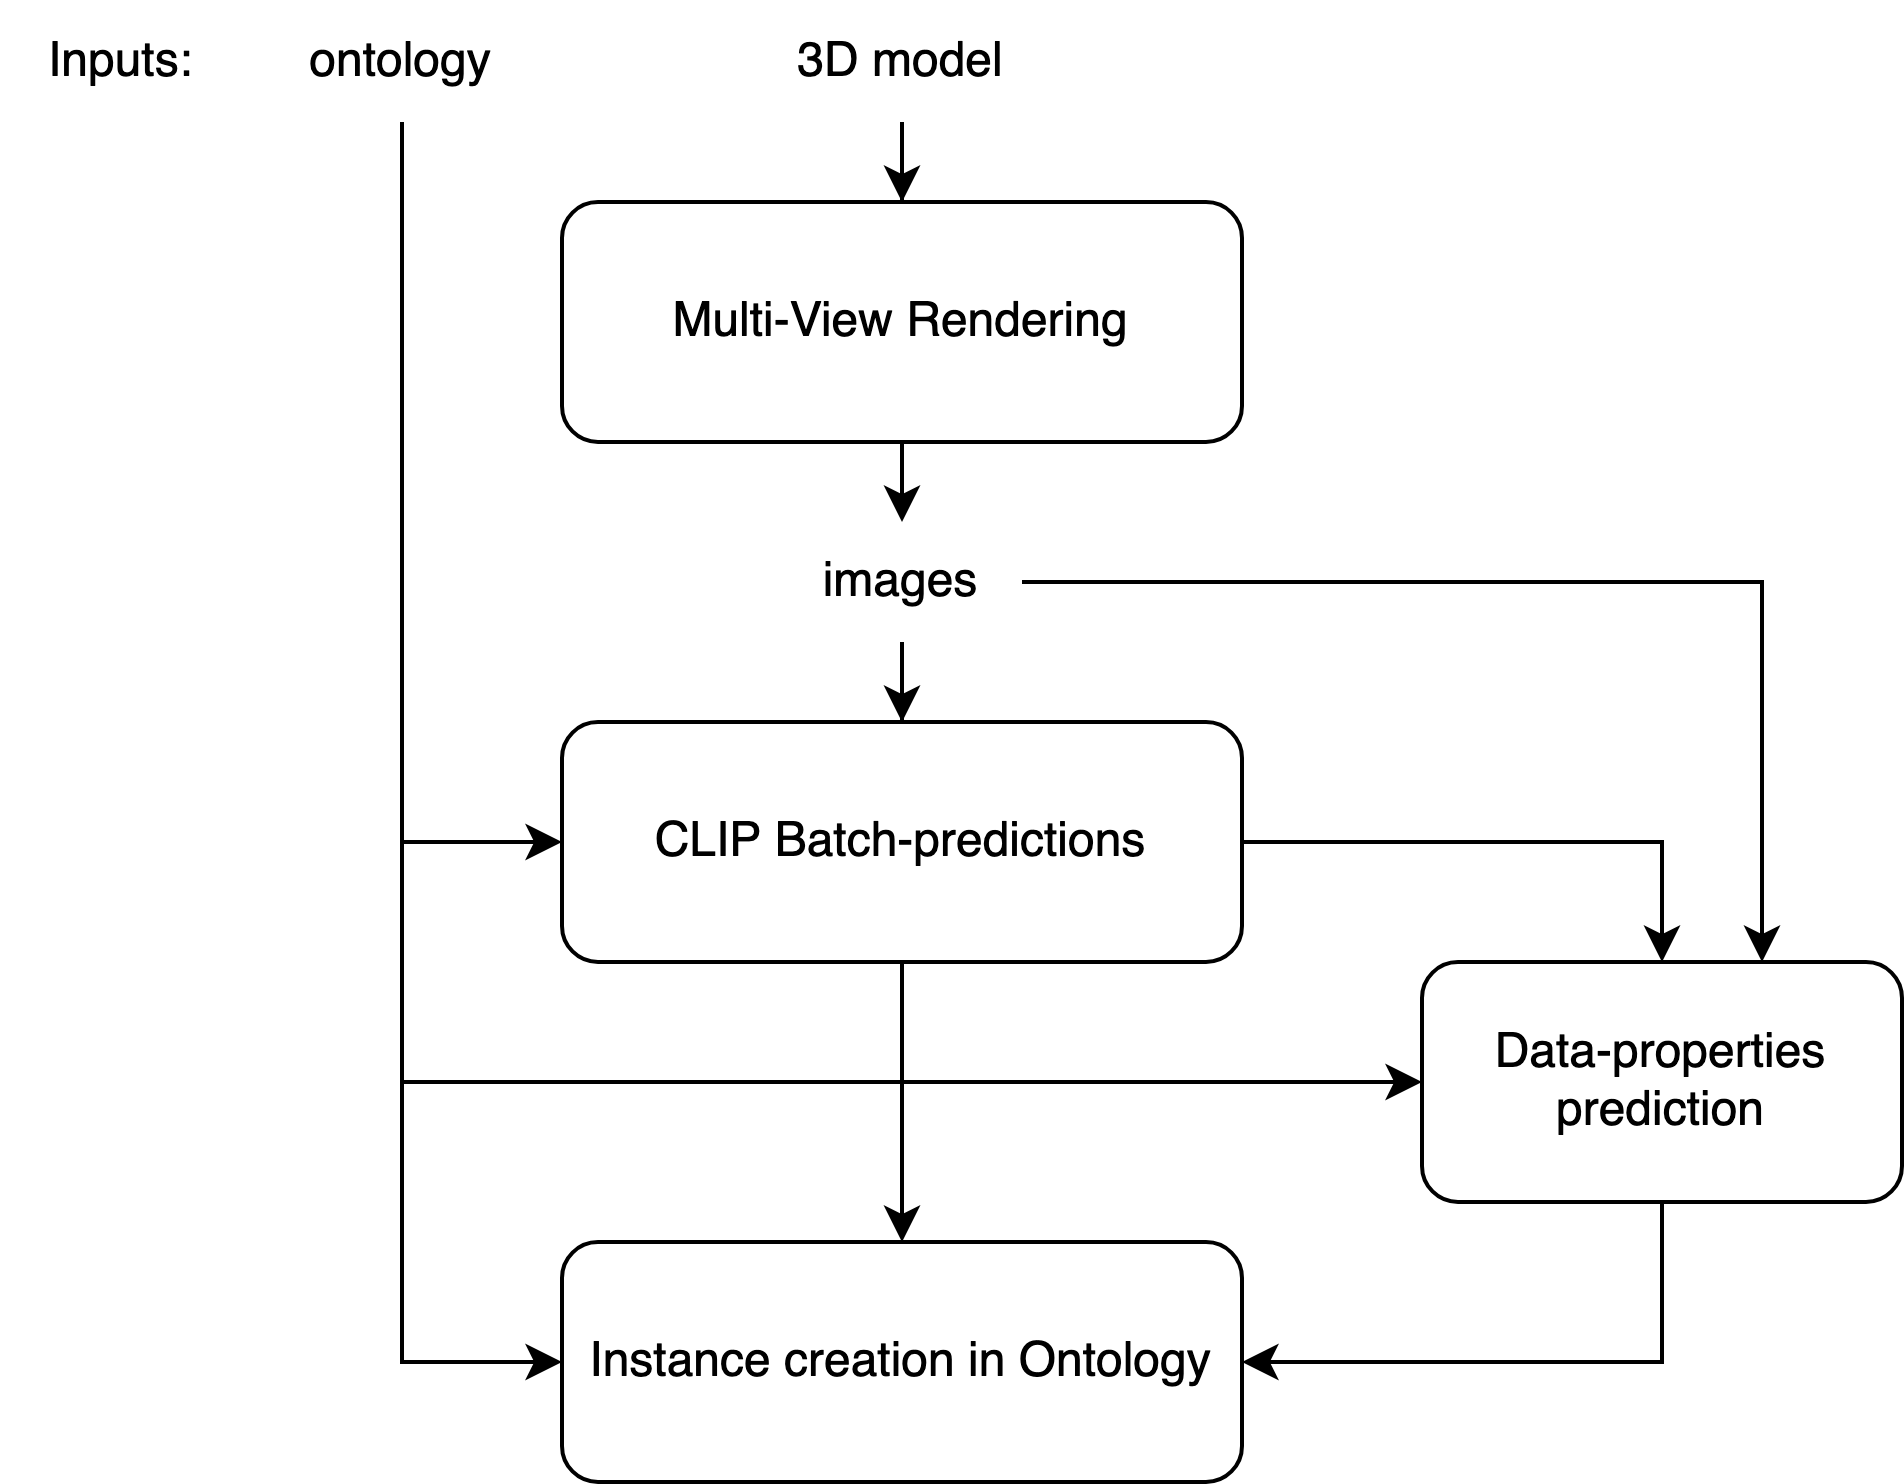 Inputs: ontology 3D model
Multi-View Rendering
images
CLIP Batch-predictions
Data-properties
prediction
Instance creation in Ontology